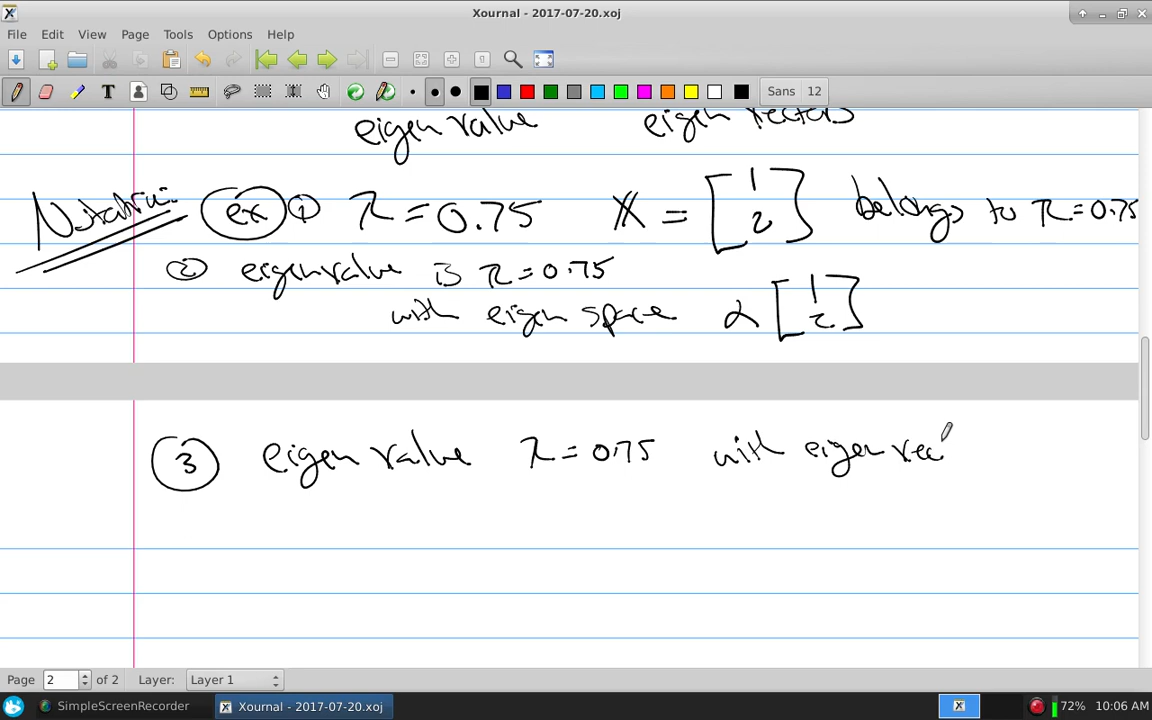 Xournal - 2017-07-20.xoj
File Edit View Page Tools Options Help
Sans 12
eigen value eigen vectors
Notation: ex ① λ = 0.75 X = [1 2] belongs to λ = 0.75
② eigenvalue is λ = 0.75
with eigen space α [1 2]
③ eigen value λ = 0.75 with eigen vec
Page 2 of 2 Layer: Layer 1
SimpleScreenRecorder Xournal - 2017-07-20.xoj 72% 10:06 AM